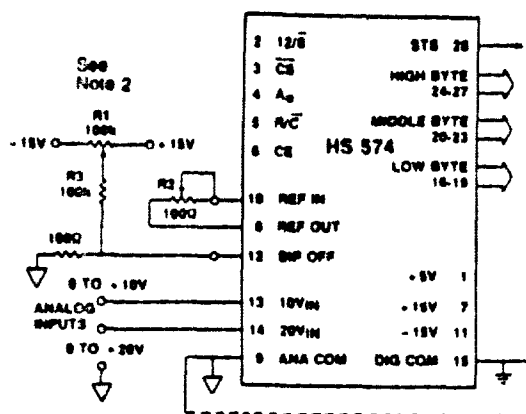 See
Note 2
R1
100k
- 15V
+ 15V
R3
100k
R2
100Ω
100Ω
0 TO + 10V
ANALOG
INPUTS
0 TO + 20V
2 12/8̅
3 C̅S̅
4 A₀
5 R/C̅
6 CE
HS 574
10 REF IN
8 REF OUT
12 BIP OFF
13 10VIN
14 20VIN
9 ANA COM
STS 28
HIGH BYTE
24-27
MIDDLE BYTE
20-23
LOW BYTE
16-19
+ 5V 1
+ 15V 7
- 15V 11
DIG COM 15